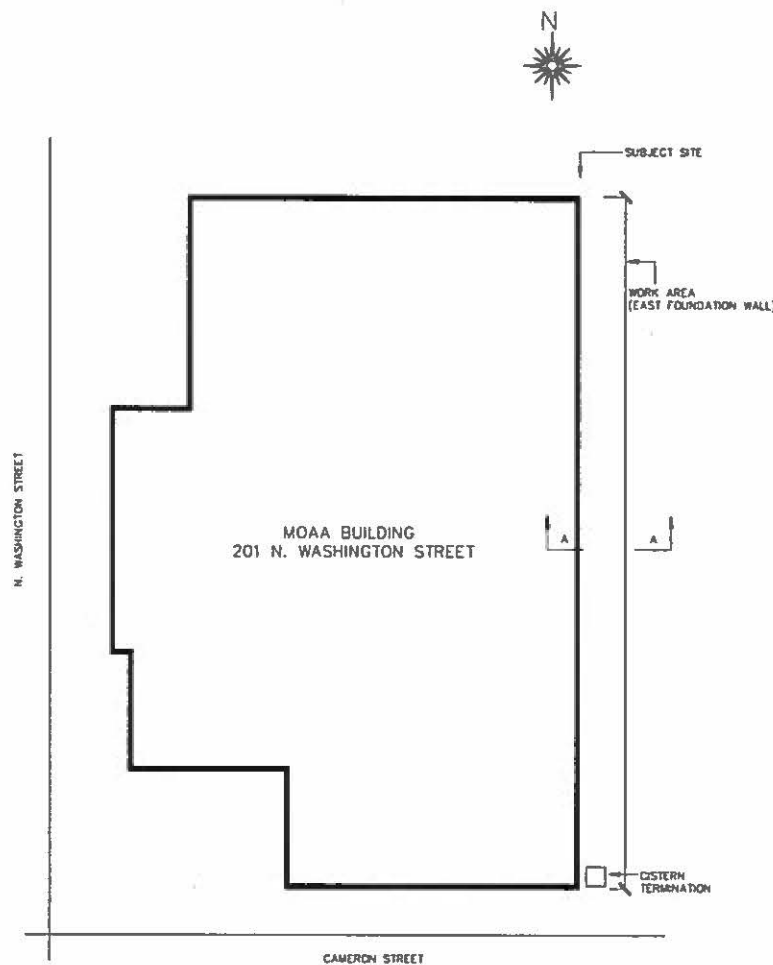 N
SUBJECT SITE
WORK AREA
(EAST FOUNDATION WALL)
N. WASHINGTON STREET
MOAA BUILDING
201 N. WASHINGTON STREET
A
A
CISTERN
TERMINATION
CAMERON STREET